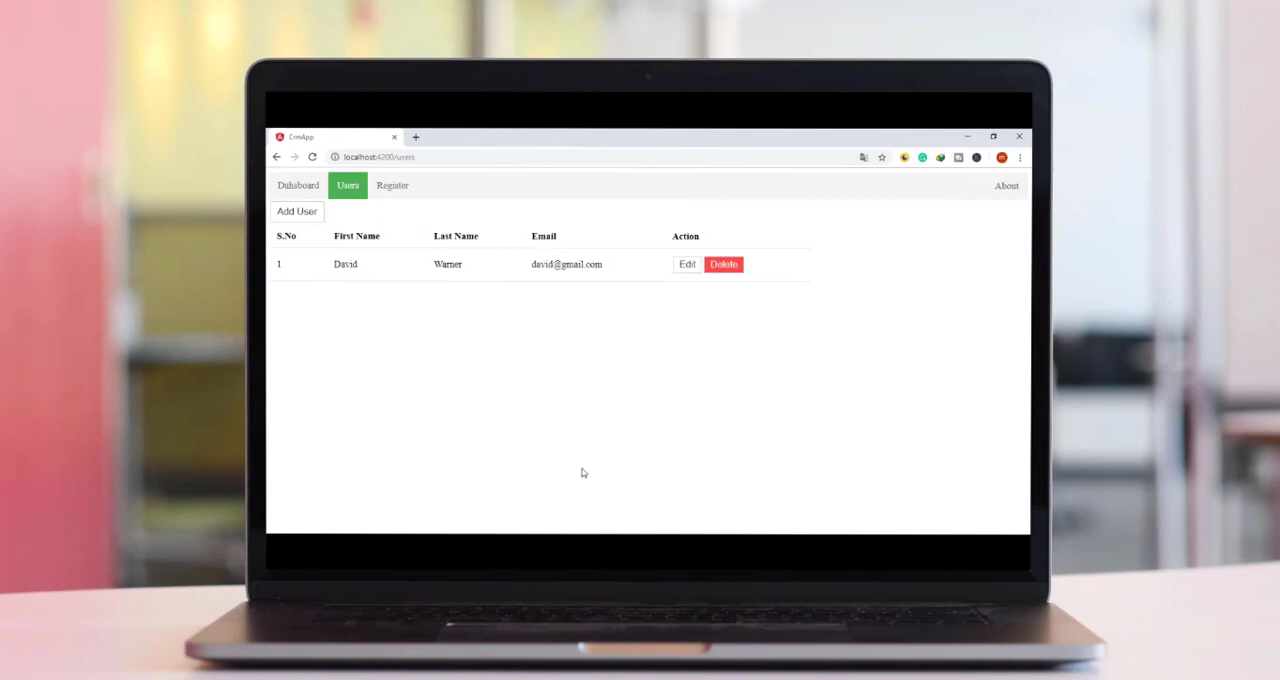 CrmApp
localhost:4200/users
Dahsboard Users Register About
Add User
S.No First Name Last Name Email Action
1 David Warner david@gmail.com Edit Delete